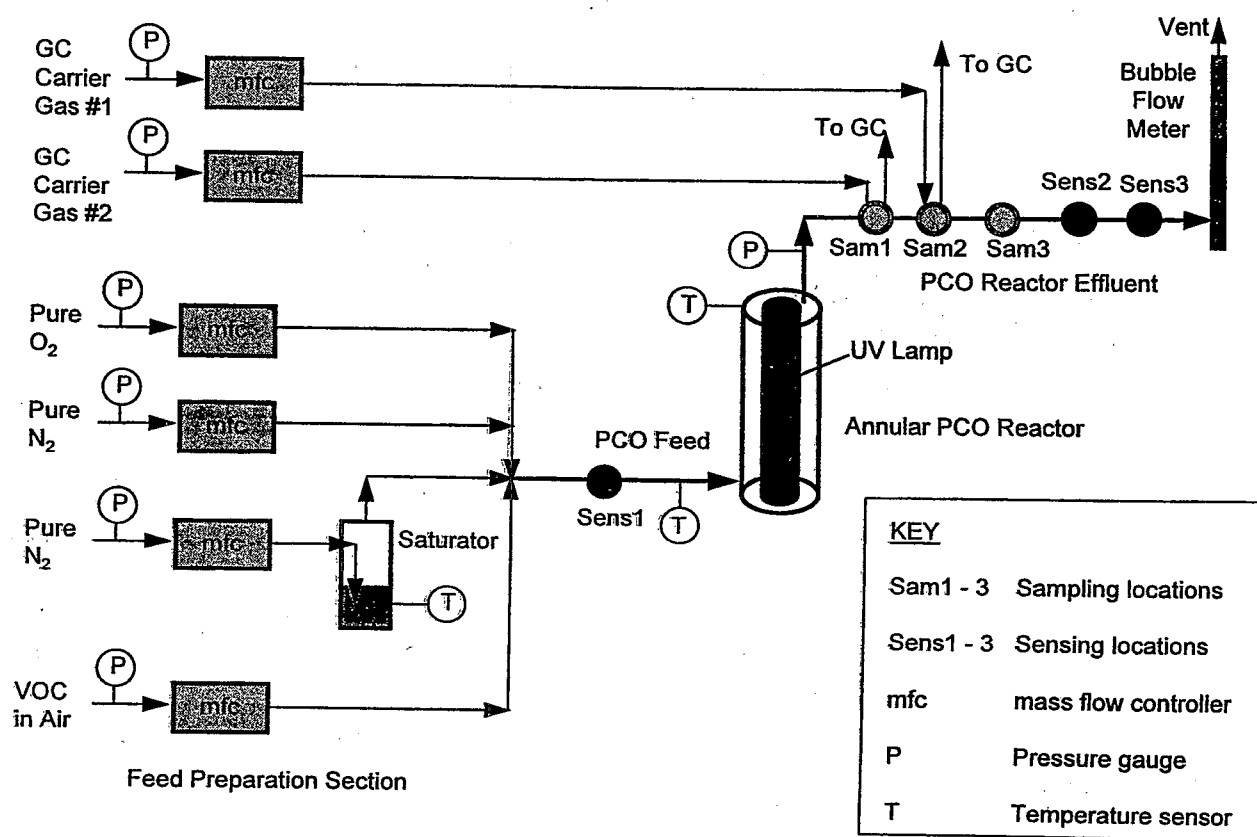 GC
Carrier
Gas #1
P
mfc
To GC
Vent
Bubble
Flow
Meter
GC
Carrier
Gas #2
P
mfc
To GC
Sens2 Sens3
Sam1 Sam2 Sam3
PCO Reactor Effluent
P
T
UV Lamp
Annular PCO Reactor
Pure
O2
P
mfc
Pure
N2
P
mfc
PCO Feed
Sens1
T
Pure
N2
P
mfc
Saturator
T
VOC
in Air
P
mfc
Feed Preparation Section
KEY
Sam1 - 3 Sampling locations
Sens1 - 3 Sensing locations
mfc mass flow controller
P Pressure gauge
T Temperature sensor